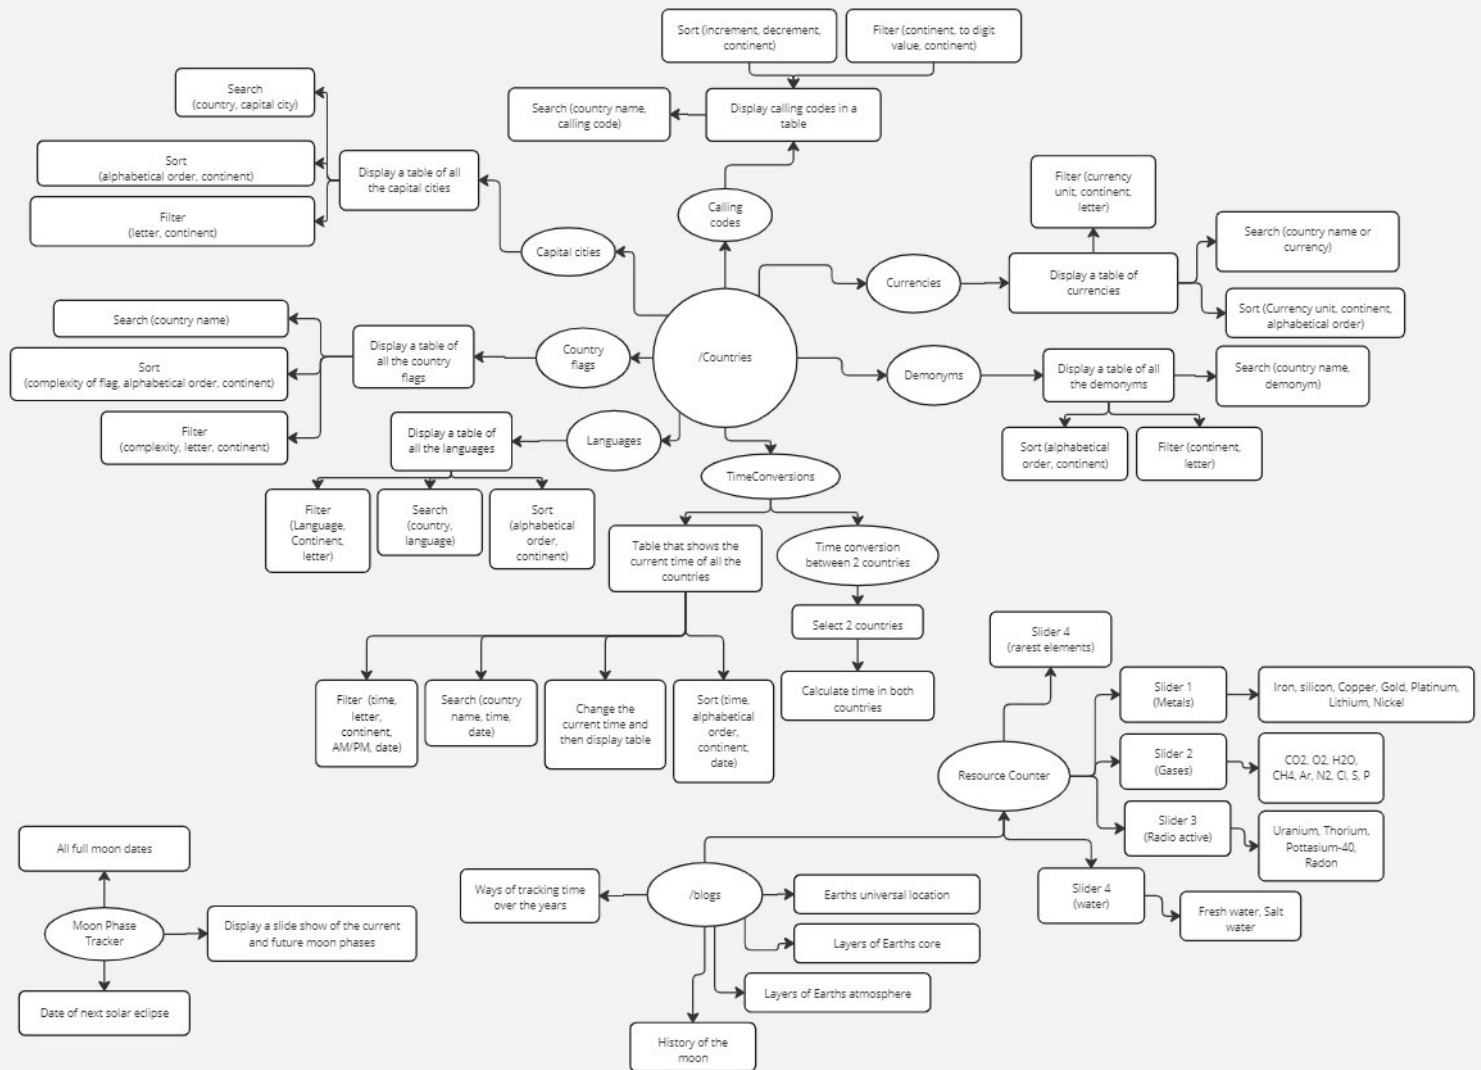 Sort (increment, decrement,
continent)
Filter (continent, to digit
value, continent)
Search
(country, capital city)
Search (country name,
calling code)
Display calling codes in a
table
Sort
(alphabetical order, continent)
Display a table of all
the capital cities
Filter (currency
unit, continent,
letter)
Filter
(letter, continent)
Calling
codes
Capital cities
Search (country name or
currency)
Currencies
Display a table of
currencies
Sort (Currency unit, continent,
alphabetical order)
Search (country name)
Display a table of
all the country
flags
Country
flags
/Countries
Sort
(complexity of flag, alphabetical order, continent)
Demonyms
Display a table of all
the demonyms
Search (country name,
demonym)
Filter
(complexity, letter, continent)
Display a table of
all the languages
Languages
Sort (alphabetical
order, continent)
Filter (continent,
letter)
TimeConversions
Filter
(Language,
Continent,
letter)
Search
(country,
language)
Sort
(alphabetical
order,
continent)
Table that shows the
current time of all the
countries
Time conversion
between 2 countries
Select 2 countries
Slider 4
(rarest elements)
Filter (time,
letter,
continent,
AM/PM, date)
Search (country
name, time,
date)
Change the
current time and
then display table
Sort (time,
alphabetical
order,
continent,
date)
Calculate time in both
countries
Slider 1
(Metals)
Iron, silicon, Copper, Gold, Platinum,
Lithium, Nickel
Resource Counter
Slider 2
(Gases)
CO2, O2, H2O,
CH4, Ar, N2, Cl, S, P
Slider 3
(Radio active)
Uranium, Thorium,
Pottasium-40,
Radon
All full moon dates
Ways of tracking time
over the years
/blogs
Earths universal location
Slider 4
(water)
Fresh water, Salt
water
Moon Phase
Tracker
Display a slide show of the current
and future moon phases
Layers of Earths core
Layers of Earths atmosphere
Date of next solar eclipse
History of the
moon